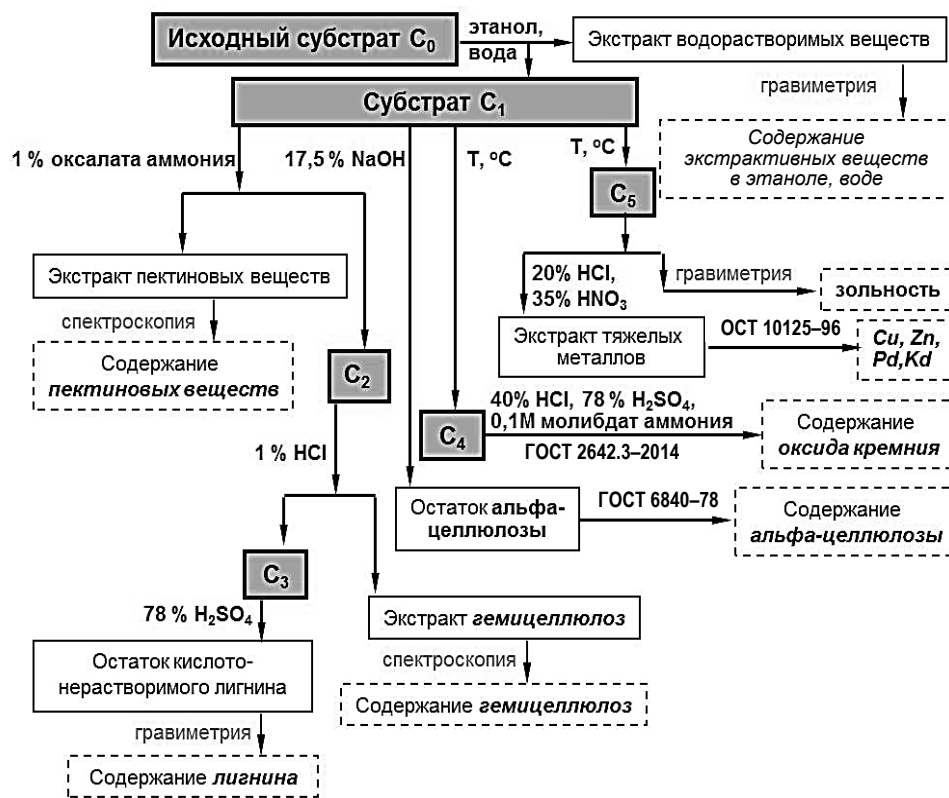 Исходный субстрат C₀
этанол,
вода
Экстракт водорастворимых веществ
гравиметрия
Содержание
экстрактивных веществ
в этаноле, воде
Субстрат C₁
1 % оксалата аммония
17,5 % NaOH
T, ºC
T, ºC
C₅
Экстракт пектиновых веществ
спектроскопия
Содержание
пектиновых веществ
20% HCl,
35% HNO₃
гравиметрия
зольность
Экстракт тяжелых
металлов
ОСТ 10125–96
Cu, Zn,
Pd,Kd
C₂
C₄
40% HCl, 78 % H₂SO₄,
0,1М молибдат аммония
ГОСТ 2642.3–2014
Содержание
оксида кремния
1 % HCl
Остаток альфа-
целлюлозы
ГОСТ 6840–78
Содержание
альфа-целлюлозы
C₃
78 % H₂SO₄
Экстракт гемицеллюлоз
спектроскопия
Содержание гемицеллюлоз
Остаток кислото-
нерастворимого лигнина
гравиметрия
Содержание лигнина